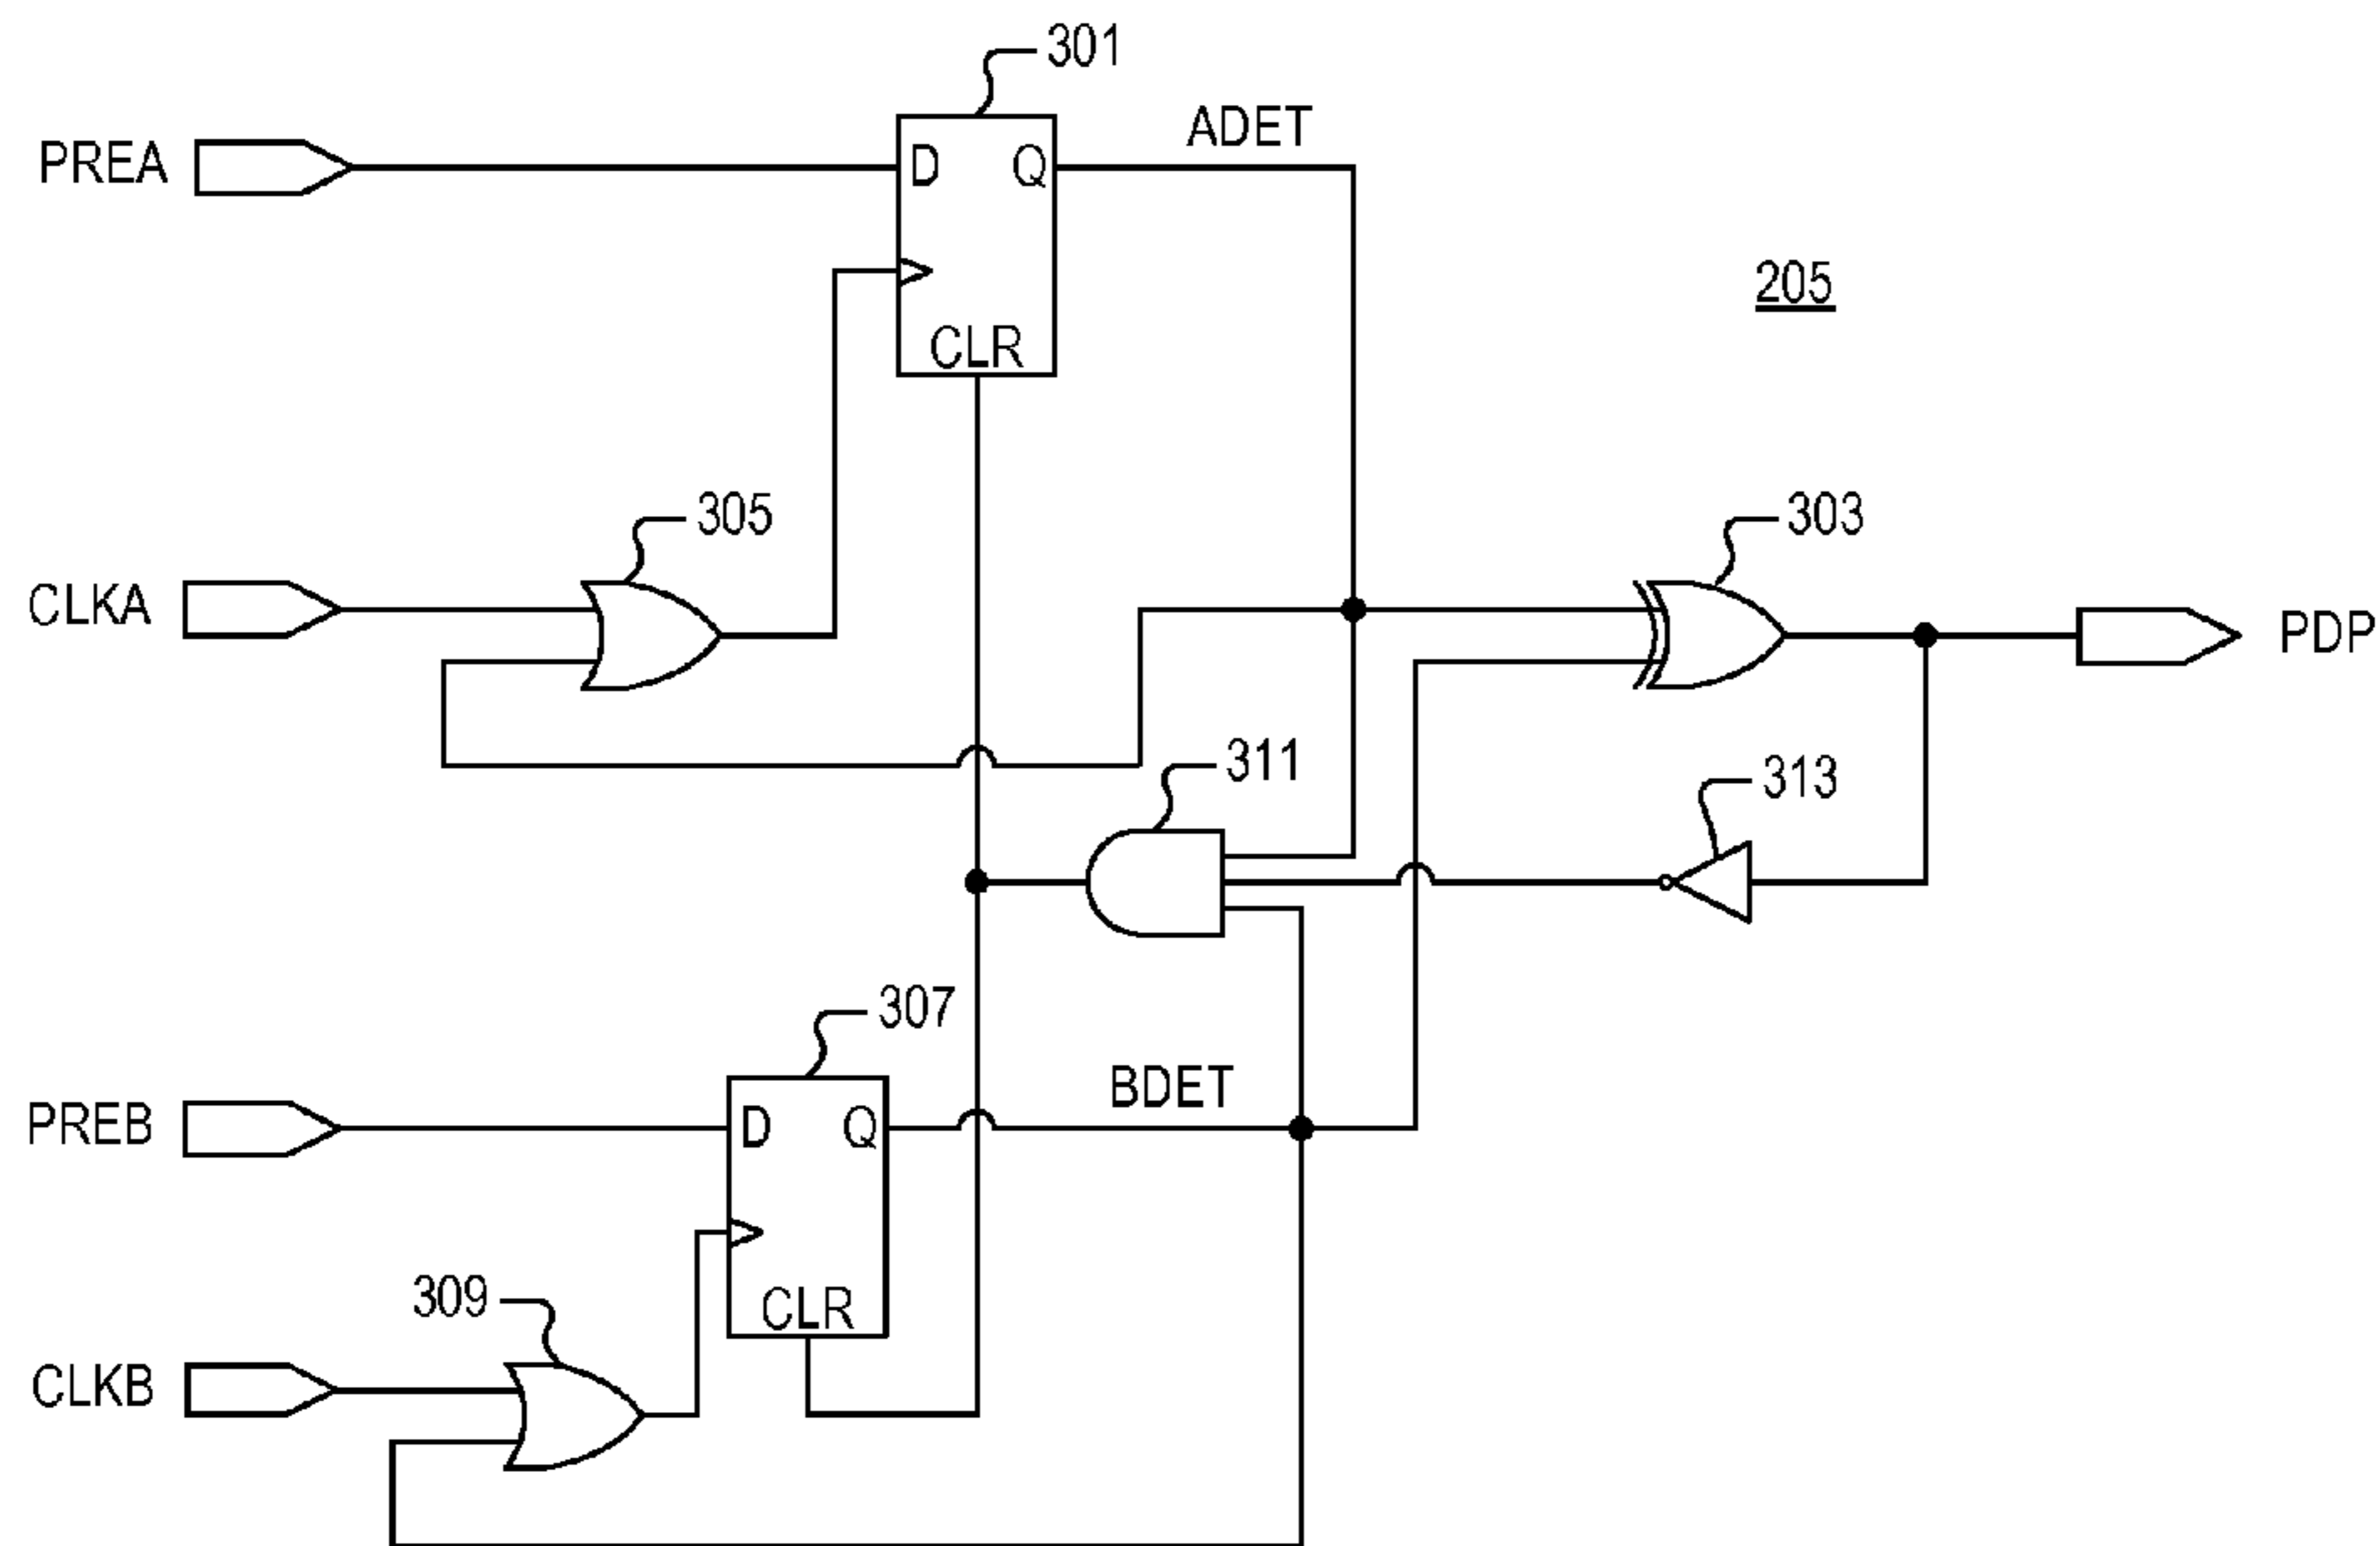 301
ADET
PREA
D
Q
205
CLR
305
303
CLKA
PDP
311
313
307
BDET
PREB
D
Q
309
CLR
CLKB